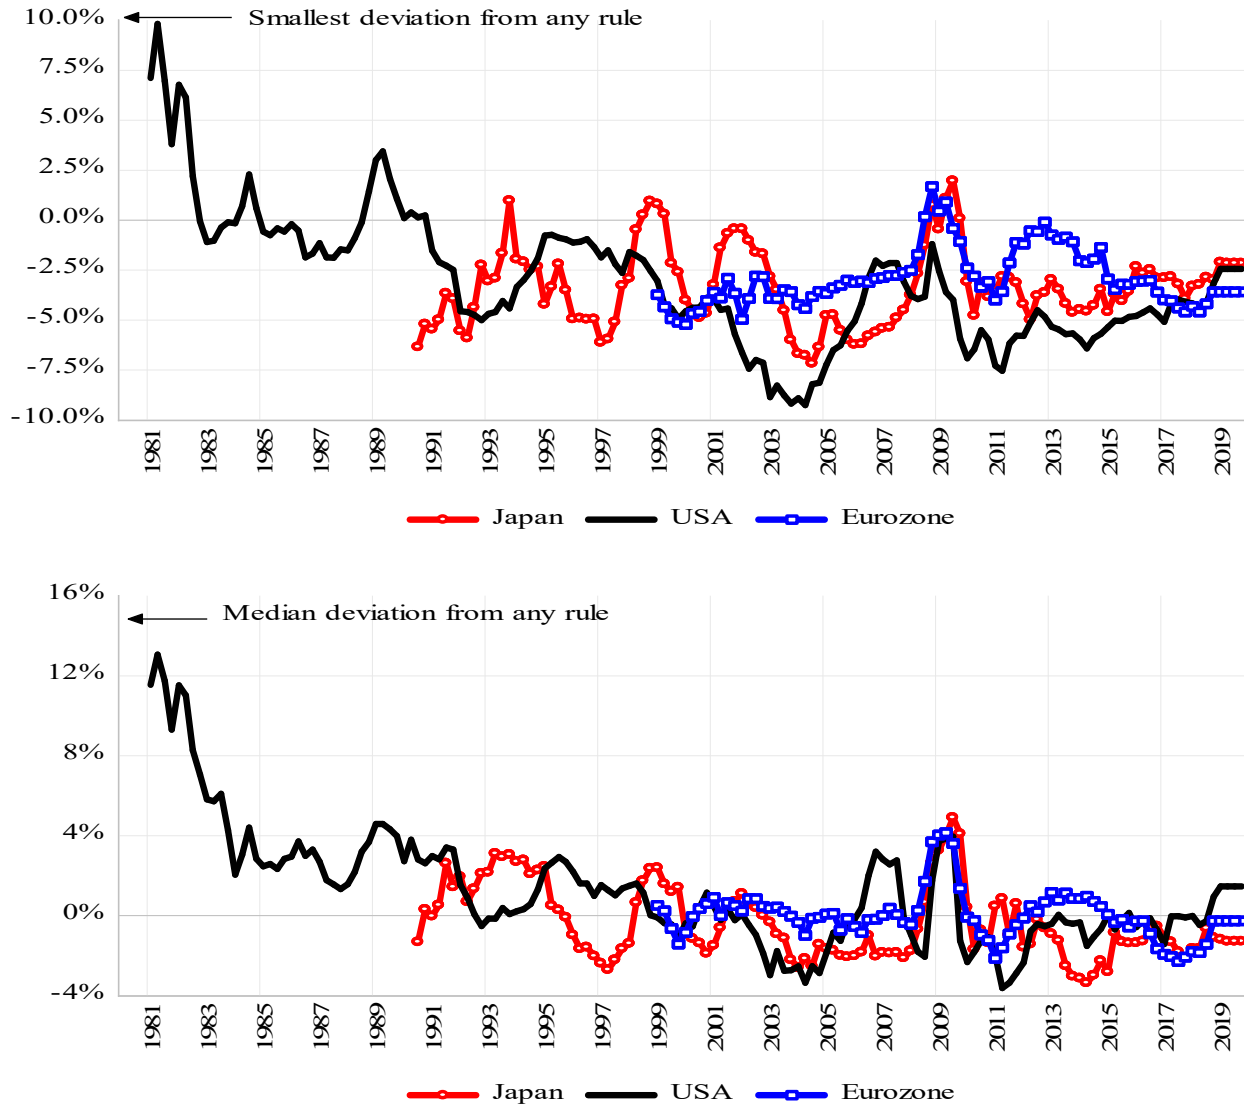 10.0%
Smallest deviation from any rule
7.5%
5.0%
2.5%
0.0%
-2.5%
-5.0%
-7.5%
-10.0%
1981 1983 1985 1987 1989 1991 1993 1995 1997 1999 2001 2003 2005 2007 2009 2011 2013 2015 2017 2019
Japan USA Eurozone
16%
Median deviation from any rule
12%
8%
4%
0%
-4%
1981 1983 1985 1987 1989 1991 1993 1995 1997 1999 2001 2003 2005 2007 2009 2011 2013 2015 2017 2019
Japan USA Eurozone